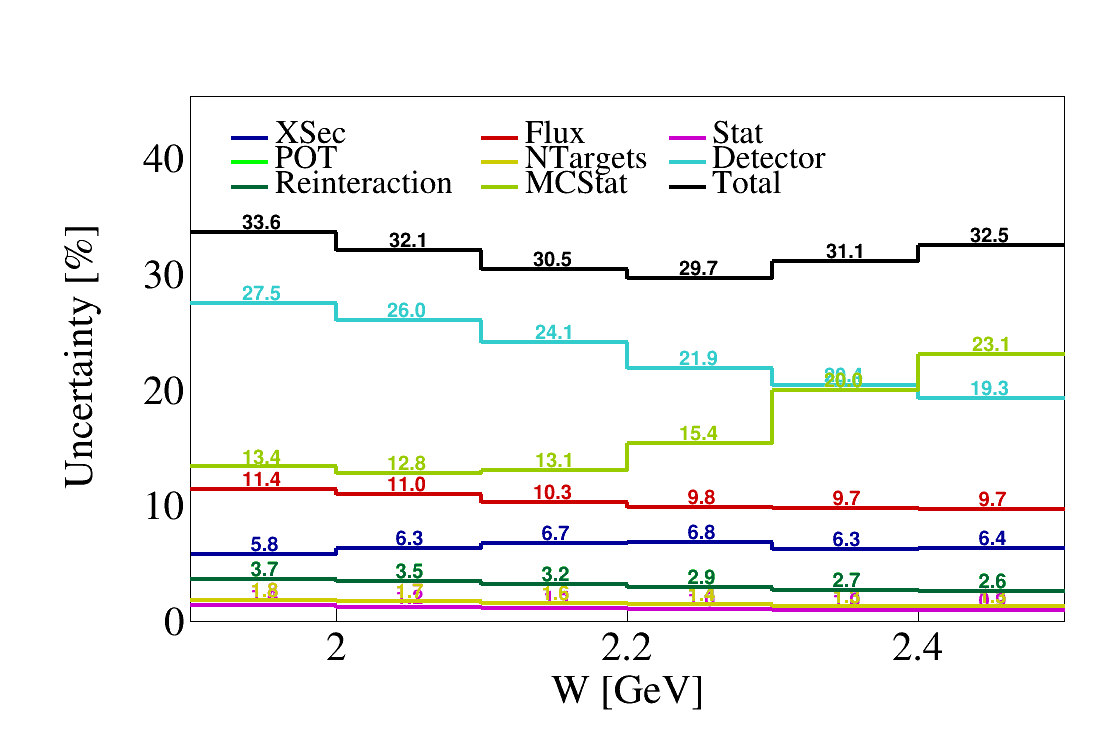 XSec Flux Stat
POT NTargets Detector
Reinteraction MCStat Total
40
30
20
10
0
Uncertainty [%]
33.6 32.1 30.5 29.7 31.1 32.5
27.5 26.0 24.1 21.9 19.3
13.4 12.8 13.1 15.4 23.1
11.4 11.0 10.3 9.8 9.7 9.7
5.8 6.3 6.7 6.8 6.3 6.4
3.7 3.5 3.2 2.9 2.7 2.6
2 2.2 2.4
W [GeV]